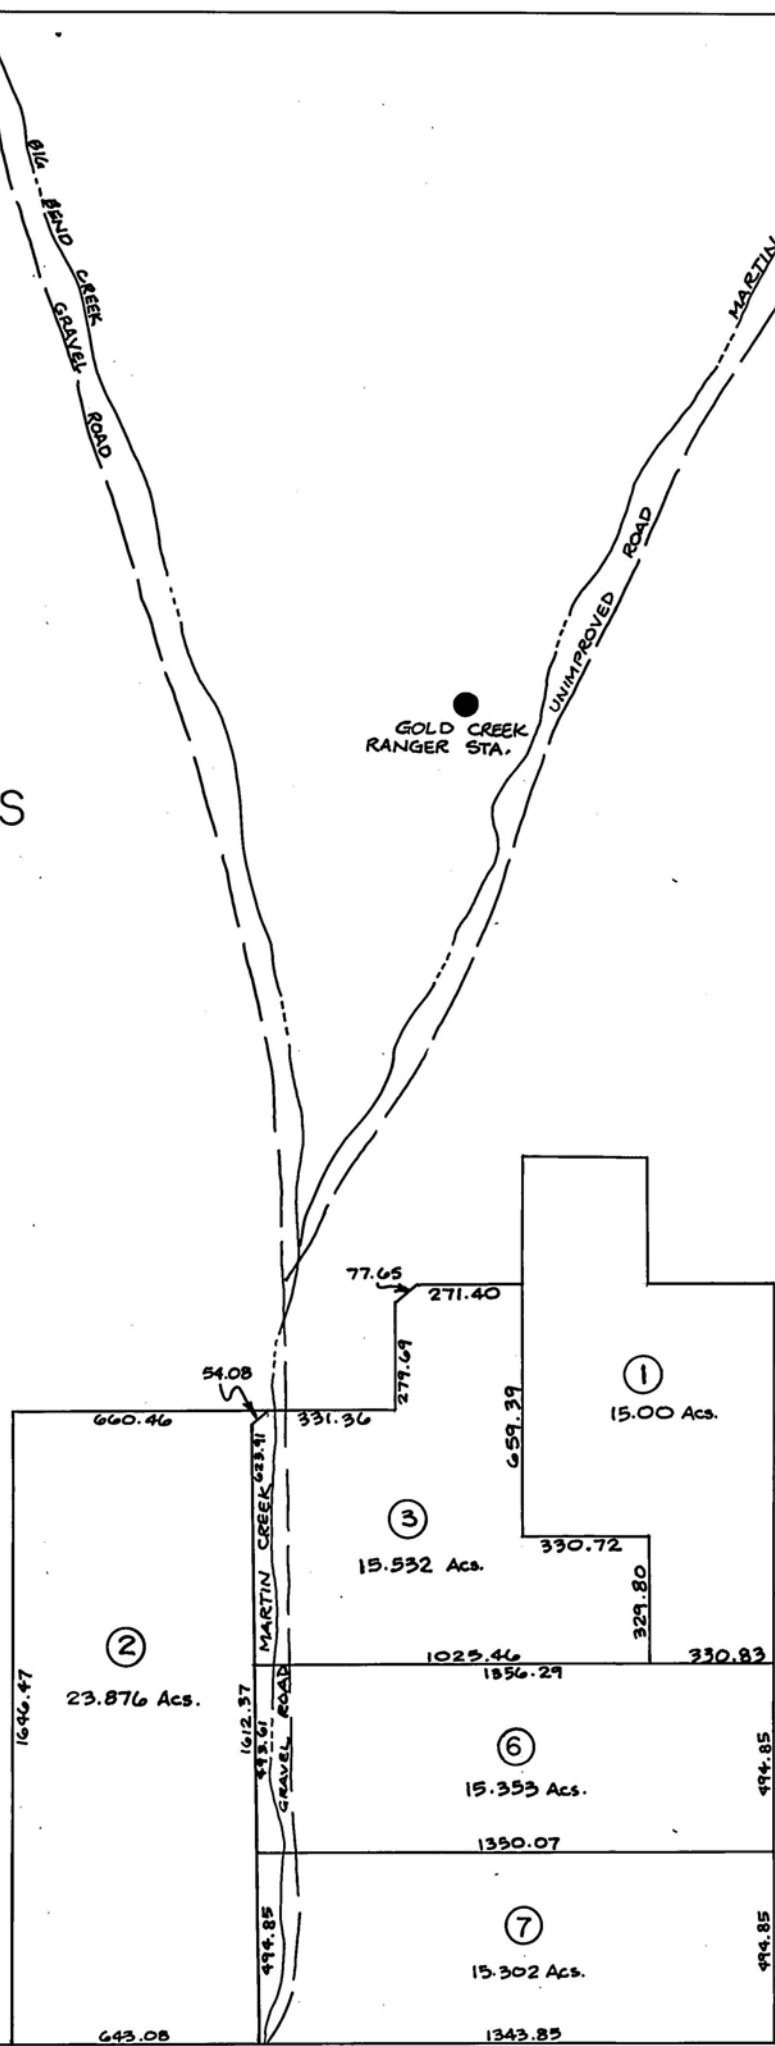 BIG BEND CREEK
GRAVEL ROAD
MARTIN
UNIMPROVED ROAD
GOLD CREEK
RANGER STA.
S
77.65
271.40
279.69
54.08
660.46
331.36
623.91
659.39
1
15.00 Acs.
3
15.532 Acs.
330.72
329.80
MARTIN CREEK
2
23.876 Acs.
1646.47
1612.37
1025.46
330.83
1356.29
493.61
GRAVEL ROAD
6
15.353 Acs.
494.85
1350.07
494.85
7
15.302 Acs.
494.85
643.08
1343.85